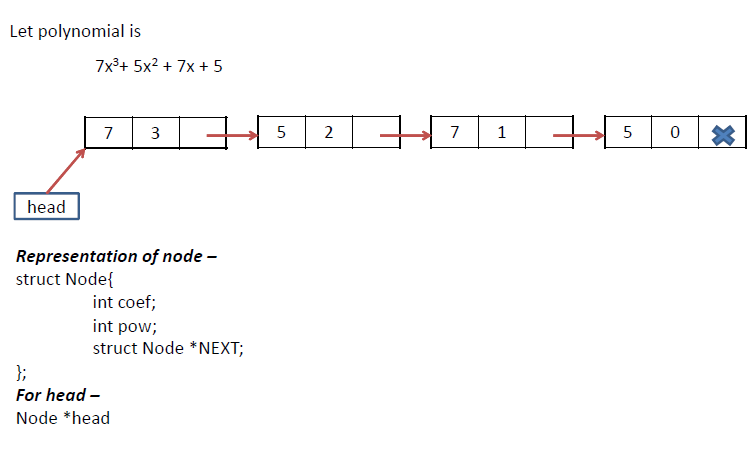 Let polynomial is
7x³+ 5x² + 7x + 5
7 3 5 2 7 1 5 0
head
Representation of node –
struct Node{
int coef;
int pow;
struct Node *NEXT;
};
For head –
Node *head